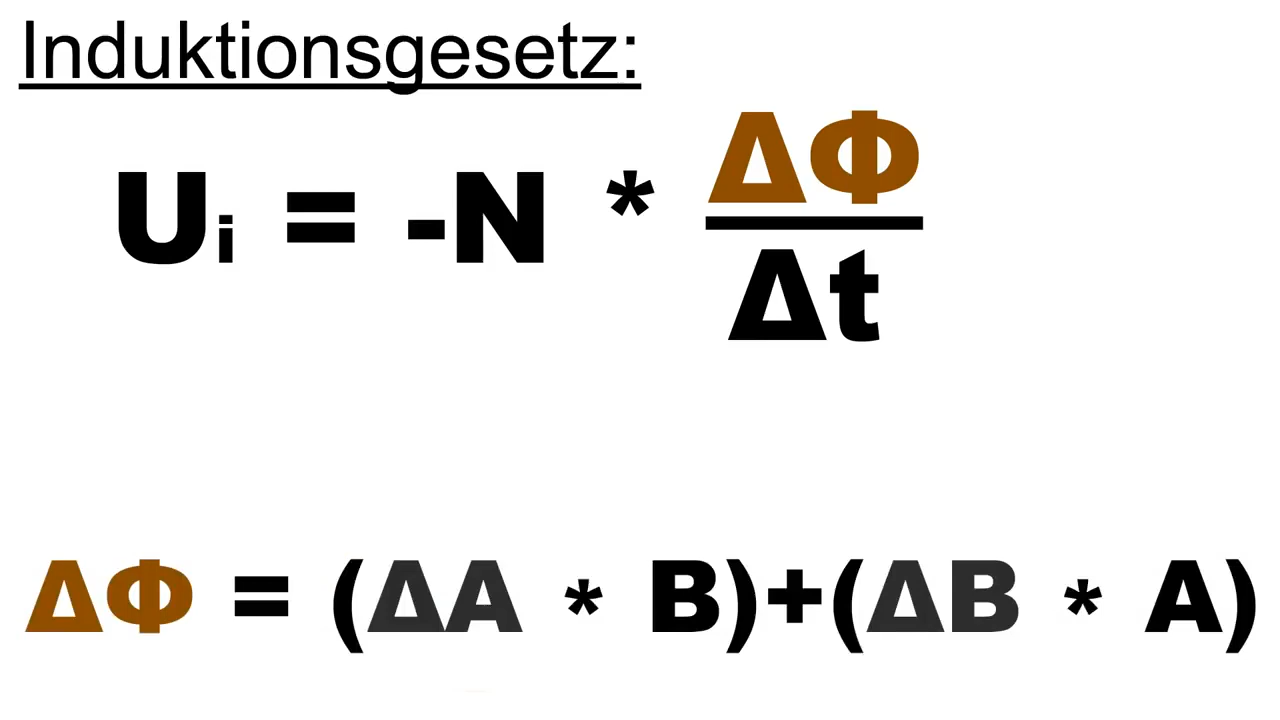 Induktionsgesetz:
Ui = -N * ΔΦ
Δt
ΔΦ = (ΔA * B)+(ΔB * A)